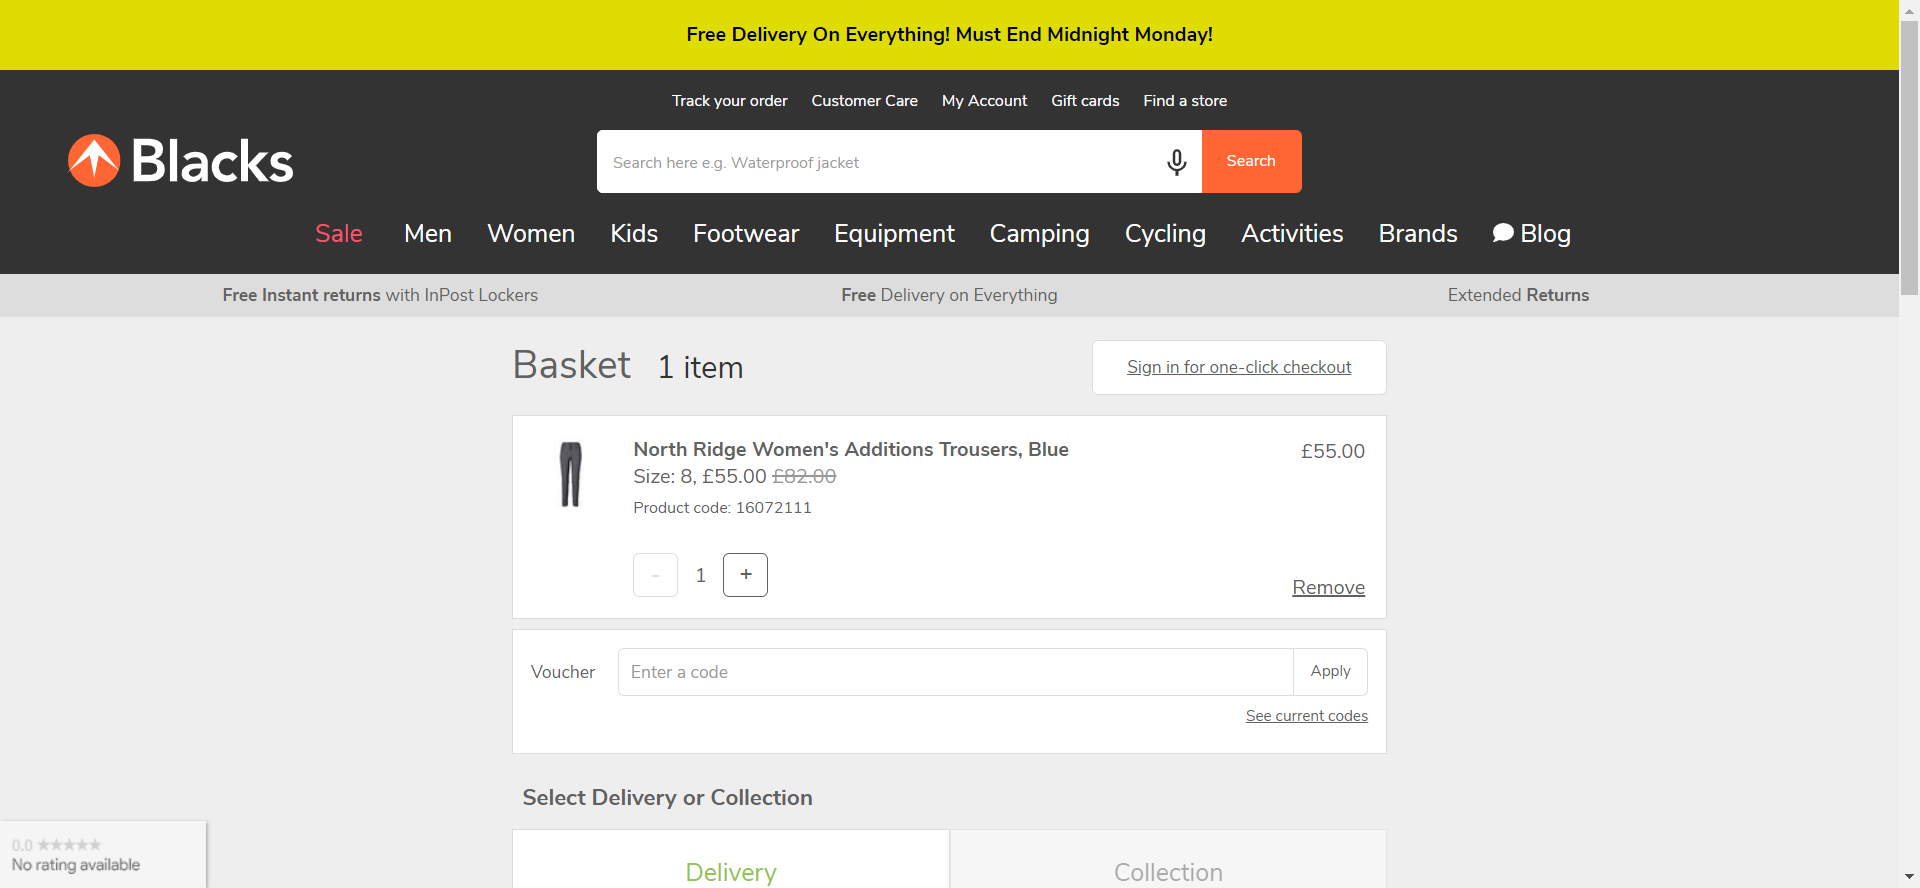 Free Delivery On Everything! Must End Midnight Monday!
Track your order Customer Care My Account Gift cards Find a store
Blacks
Search here e.g. Waterproof jacket Search
Sale Men Women Kids Footwear Equipment Camping Cycling Activities Brands Blog
Free Instant returns with InPost Lockers Free Delivery on Everything Extended Returns
Basket 1 item Sign in for one-click checkout
North Ridge Women's Additions Trousers, Blue £55.00
Size: 8, £55.00 £82.00
Product code: 16072111
- 1 +
Remove
Voucher Enter a code Apply
See current codes
Select Delivery or Collection
Delivery Collection
0.0 ★★★★★
No rating available